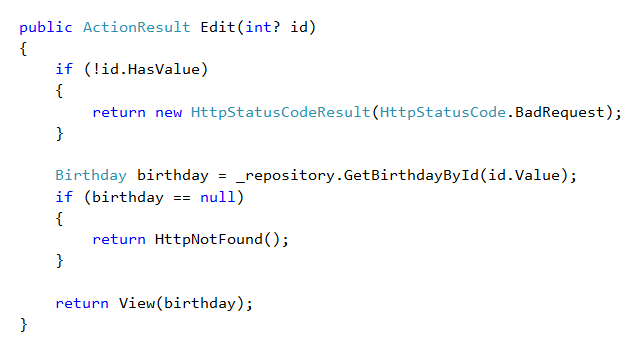 public ActionResult Edit(int? id)
{
    if (!id.HasValue)
    {
        return new HttpStatusCodeResult(HttpStatusCode.BadRequest);
    }

    Birthday birthday = _repository.GetBirthdayById(id.Value);
    if (birthday == null)
    {
        return HttpNotFound();
    }

    return View(birthday);
}